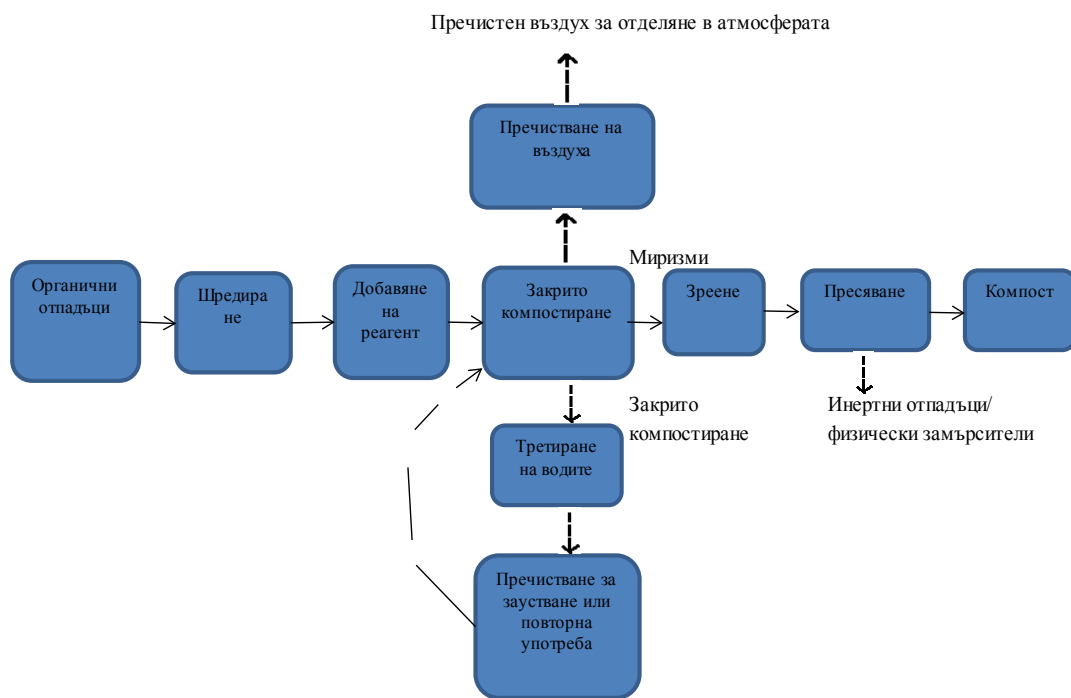 Пречистен въздух за отделяне в атмосферата
Пречистване на
въздуха
Миризми
Органични
отпадъци
Шредира
не
Добавяне
на
реагент
Закрито
компостиране
Зреене
Пресяване
Компост
Закрито
компостиране
Инертни отпадъци/
физически замърсители
Третиране
на водите
Пречистване за
заустване или
повторна
употреба